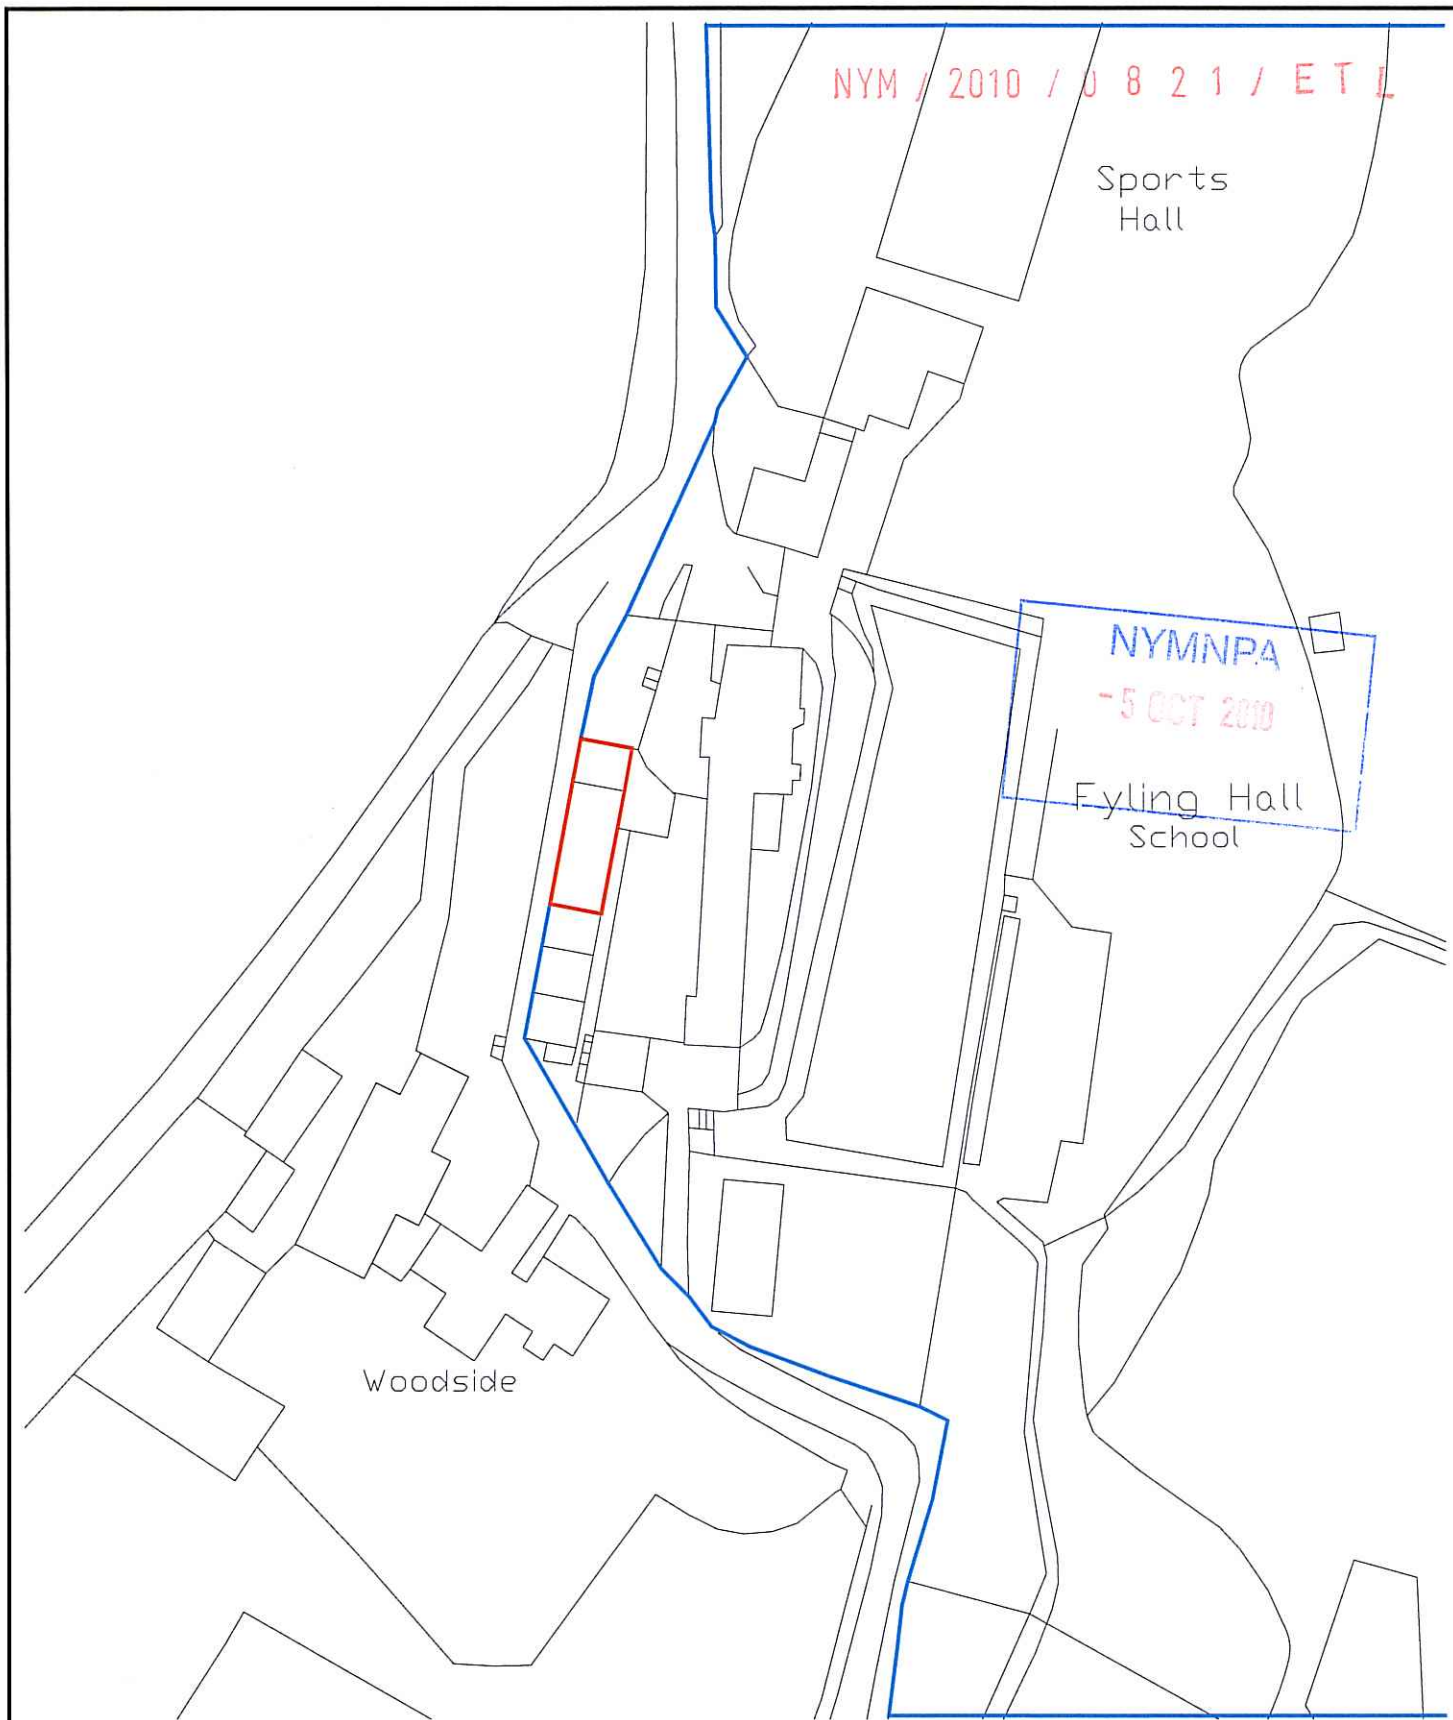 NYM / 2010 / 0 8 2 1 / E T L
Sports
Hall
NYMNPA
-5 OCT 2010
Fyling Hall
School
Woodside